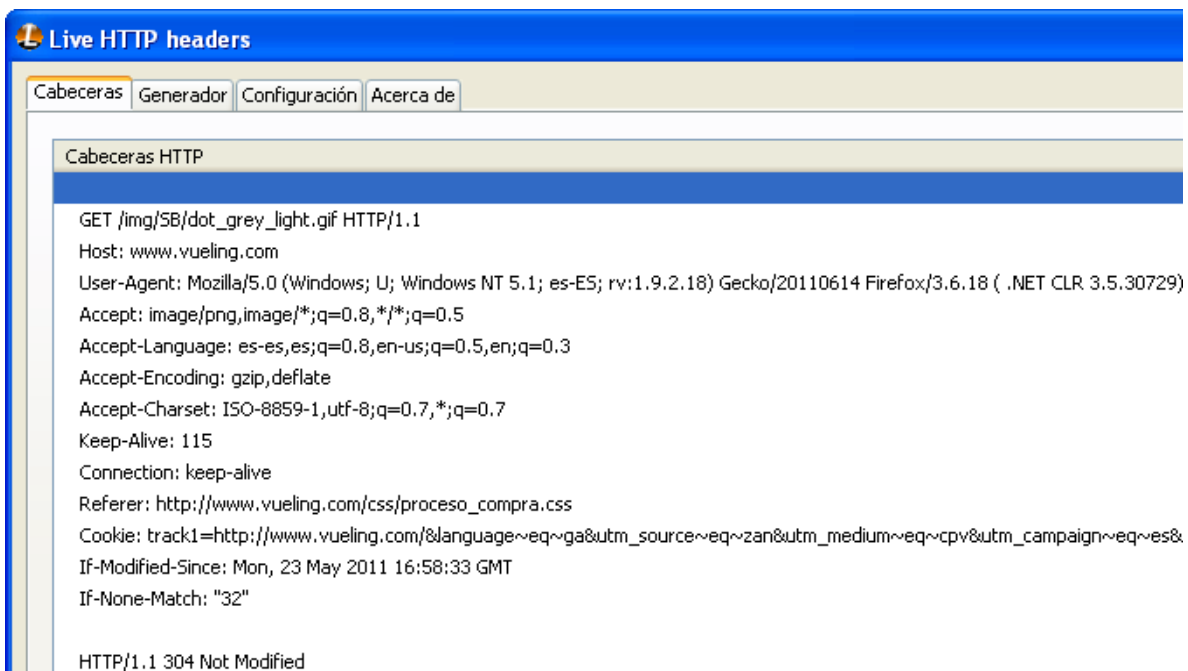 Live HTTP headers
Cabeceras Generador Configuración Acerca de
Cabeceras HTTP
GET /img/SB/dot_grey_light.gif HTTP/1.1
Host: www.vueling.com
User-Agent: Mozilla/5.0 (Windows; U; Windows NT 5.1; es-ES; rv:1.9.2.18) Gecko/20110614 Firefox/3.6.18 ( .NET CLR 3.5.30729)
Accept: image/png,image/*;q=0.8,*/*;q=0.5
Accept-Language: es-es,es;q=0.8,en-us;q=0.5,en;q=0.3
Accept-Encoding: gzip,deflate
Accept-Charset: ISO-8859-1,utf-8;q=0.7,*;q=0.7
Keep-Alive: 115
Connection: keep-alive
Referer: http://www.vueling.com/css/proceso_compra.css
Cookie: track1=http://www.vueling.com/&language~eq~ga&utm_source~eq~zan&utm_medium~eq~cpv&utm_campaign~eq~es&
If-Modified-Since: Mon, 23 May 2011 16:58:33 GMT
If-None-Match: "32"
HTTP/1.1 304 Not Modified